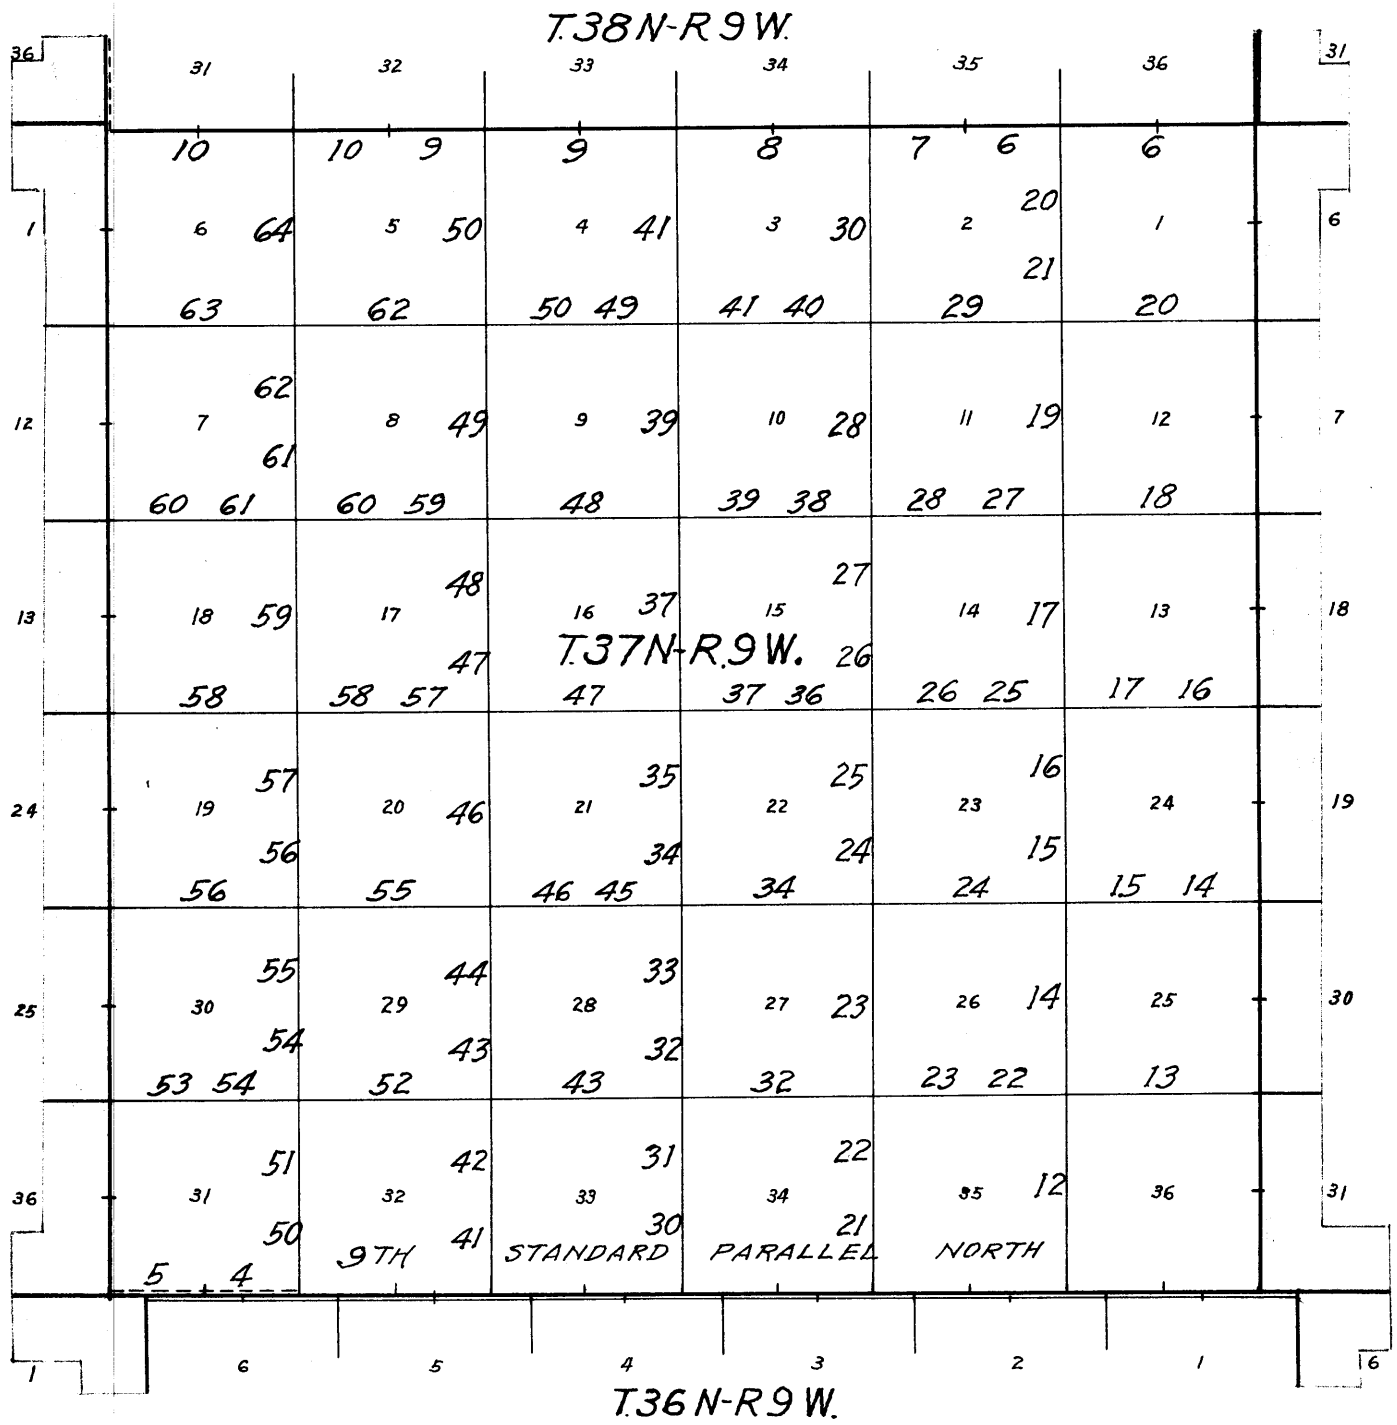 T.38N-R9W.
36 31 32 33 34 35 36 31
10 10 9 9 8 7 6 6
20
1 6 64 5 50 4 41 3 30 2 1 6
21
63 62 50 49 41 40 29 20
62
12 7 8 49 9 39 10 28 11 19 12 7
61
60 61 60 59 48 39 38 28 27 18
48 27
13 18 59 17 16 37 15 14 17 13 18
T.37N-R.9W.
47 26
58 58 57 47 37 36 26 25 17 16
57 35 25 16
24 19 20 46 21 22 23 24 19
56 34 24 15
56 55 46 45 34 24 15 14
55 44 33
25 30 29 28 27 23 26 14 25 30
54 43 32
53 54 52 43 32 23 22 13
51 42 31 22
36 31 32 33 34 35 12 36 31
50 41 30 21
9TH STANDARD PARALLEL NORTH
5 4
1 6 5 4 3 2 1 6
T.36N-R9W.